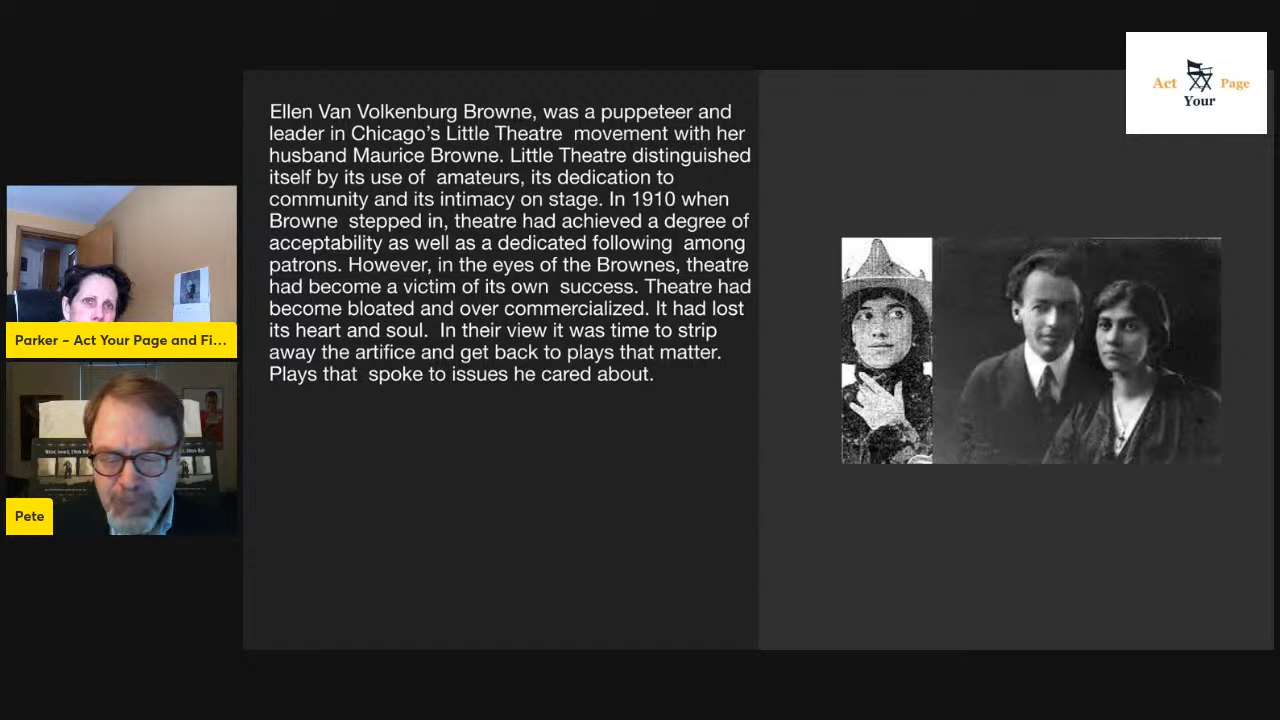 Ellen Van Volkenburg Browne, was a puppeteer and
leader in Chicago's Little Theatre movement with her
husband Maurice Browne. Little Theatre distinguished
itself by its use of amateurs, its dedication to
community and its intimacy on stage. In 1910 when
Browne stepped in, theatre had achieved a degree of
acceptability as well as a dedicated following among
patrons. However, in the eyes of the Brownes, theatre
had become a victim of its own success. Theatre had
become bloated and over commercialized. It had lost
its heart and soul. In their view it was time to strip
away the artifice and get back to plays that matter.
Plays that spoke to issues he cared about.
Act Your Page
Parker ~ Act Your Page and Fi...
Pete